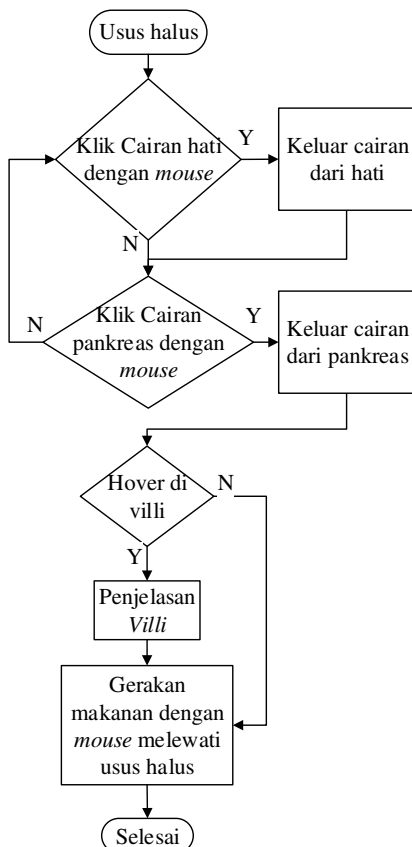 Usus halus
Klik Cairan hati
dengan mouse
Y
Keluar cairan
dari hati
N
Klik Cairan
pankreas dengan
mouse
N
Y
Keluar cairan
dari pankreas
Hover di
villi
N
Y
Penjelasan
Villi
Gerakan
makanan dengan
mouse melewati
usus halus
Selesai